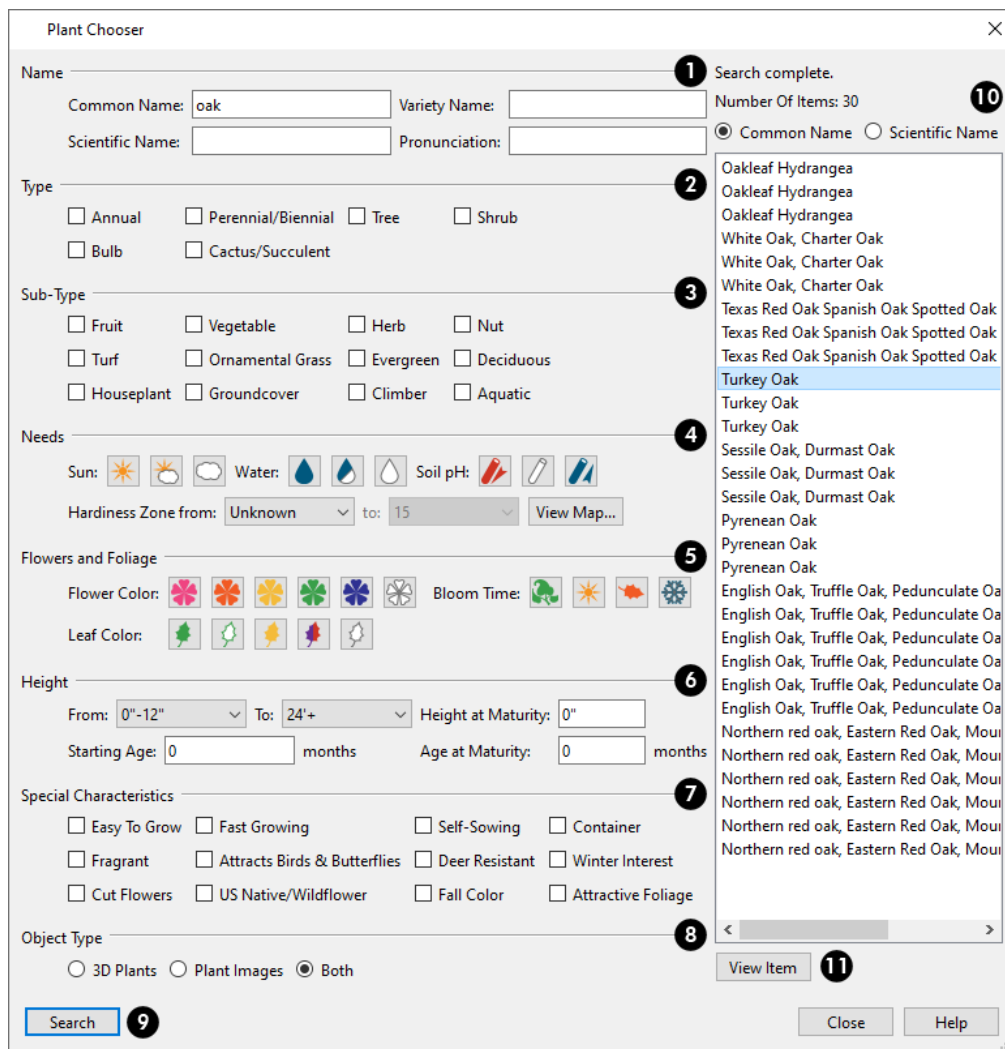 Plant Chooser
Name
1
Common Name: oak Variety Name:
Scientific Name: Pronunciation:
Type
2
Annual Perennial/Biennial Tree Shrub
Bulb Cactus/Succulent
Sub-Type
3
Fruit Vegetable Herb Nut
Turf Ornamental Grass Evergreen Deciduous
Houseplant Groundcover Climber Aquatic
Needs
4
Sun: Water: Soil pH:
Hardiness Zone from: Unknown to: 15 View Map...
Flowers and Foliage
5
Flower Color: Bloom Time:
Leaf Color:
Height
6
From: 0"-12" To: 24'+ Height at Maturity: 0"
Starting Age: 0 months Age at Maturity: 0 months
Special Characteristics
7
Easy To Grow Fast Growing Self-Sowing Container
Fragrant Attracts Birds & Butterflies Deer Resistant Winter Interest
Cut Flowers US Native/Wildflower Fall Color Attractive Foliage
Object Type
8
3D Plants Plant Images Both
Search 9
Search complete.
Number Of Items: 30
10
Common Name Scientific Name
Oakleaf Hydrangea
Oakleaf Hydrangea
Oakleaf Hydrangea
White Oak, Charter Oak
White Oak, Charter Oak
White Oak, Charter Oak
Texas Red Oak Spanish Oak Spotted Oak
Texas Red Oak Spanish Oak Spotted Oak
Texas Red Oak Spanish Oak Spotted Oak
Turkey Oak
Turkey Oak
Turkey Oak
Sessile Oak, Durmast Oak
Sessile Oak, Durmast Oak
Sessile Oak, Durmast Oak
Pyrenean Oak
Pyrenean Oak
Pyrenean Oak
English Oak, Truffle Oak, Pedunculate Oa
English Oak, Truffle Oak, Pedunculate Oa
English Oak, Truffle Oak, Pedunculate Oa
English Oak, Truffle Oak, Pedunculate Oa
English Oak, Truffle Oak, Pedunculate Oa
English Oak, Truffle Oak, Pedunculate Oa
Northern red oak, Eastern Red Oak, Mou
Northern red oak, Eastern Red Oak, Mou
Northern red oak, Eastern Red Oak, Mou
Northern red oak, Eastern Red Oak, Mou
Northern red oak, Eastern Red Oak, Mou
Northern red oak, Eastern Red Oak, Mou
View Item 11
Close Help